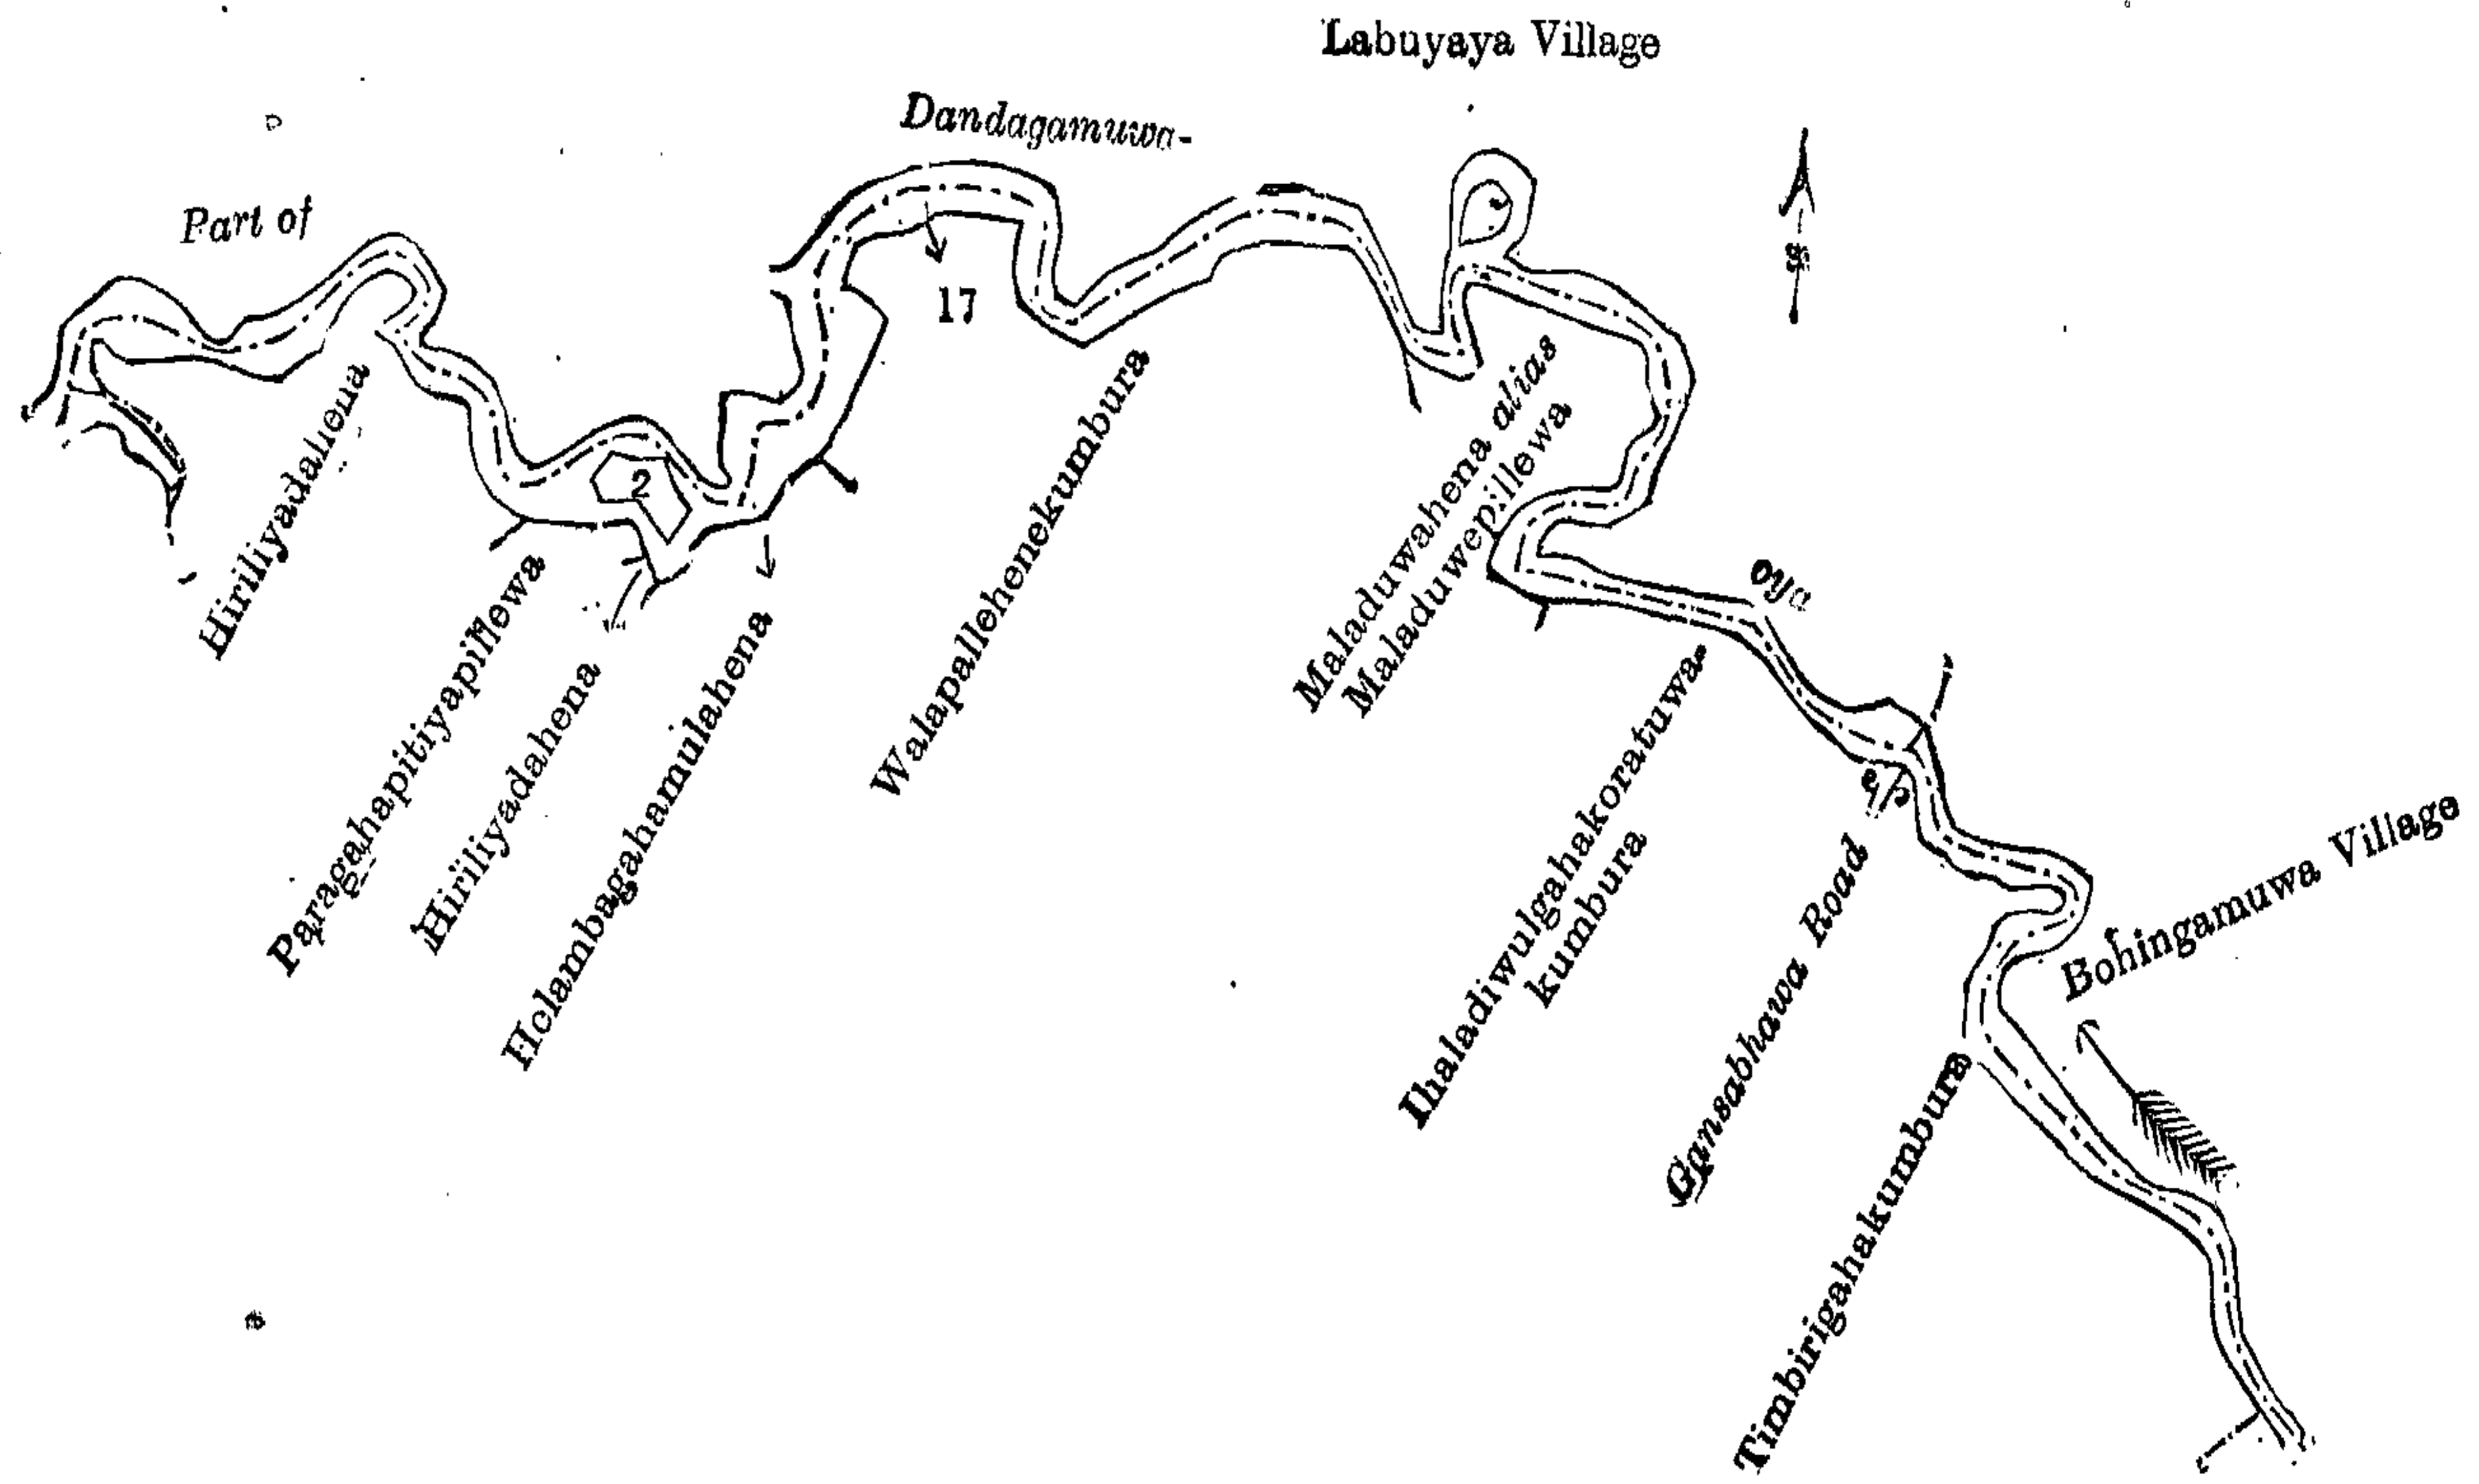 Labuyaya Village
Dandagamuwa-
Part of
17
2
Hiriliyadahena
Paragahapitiyapillewa
Hiriliyadahena
Holambagahamulahena
Walapallehenekumbura
Maladuwahena alias
Maladuwepillewa
Oya
Ihaladiwulgahakoratuwa-
kumbura
Gansabhawa Road
Bohingamuwa Village
Timbirigahakumbura